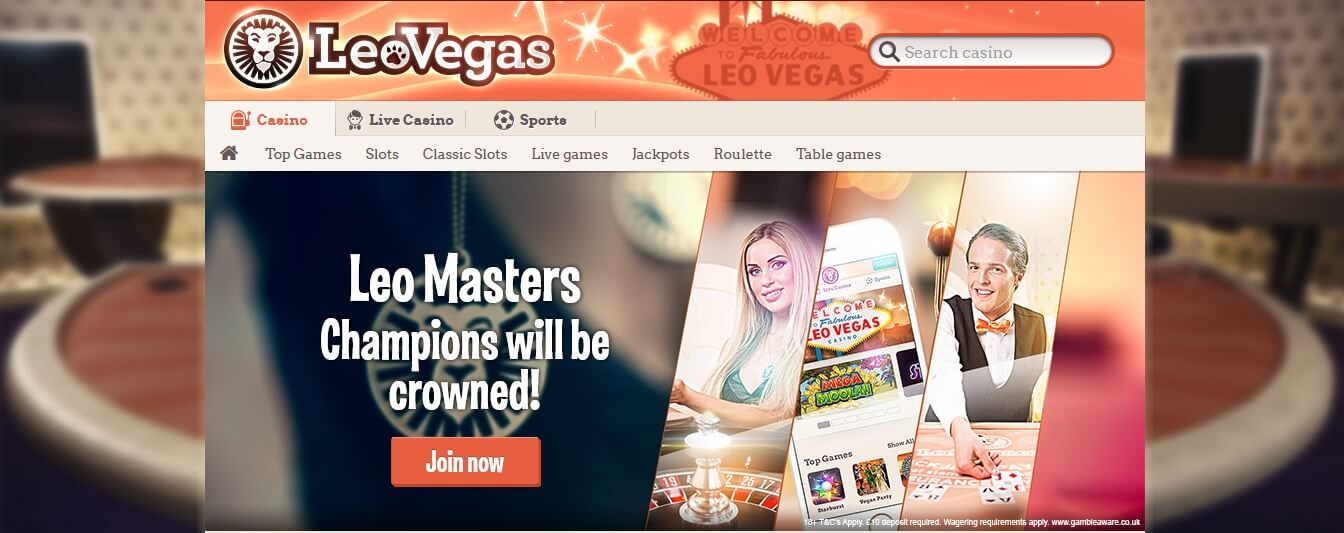 LeoVegas
WELCOME
TO Fabulous
LEO VEGAS
Search casino
Casino
Live Casino
Sports
Top Games
Slots
Classic Slots
Live games
Jackpots
Roulette
Table games
Leo Masters
Champions will be
crowned!
Join now
Live Casino
Sports
WELCOME
TO Fabulous
LEO VEGAS
CASINO
MEGA
MOOLAH
Show All
Top Games
Starburst
Vegas Party
18+ T&C's Apply. £10 deposit required. Wagering requirements apply. www.gambleaware.co.uk